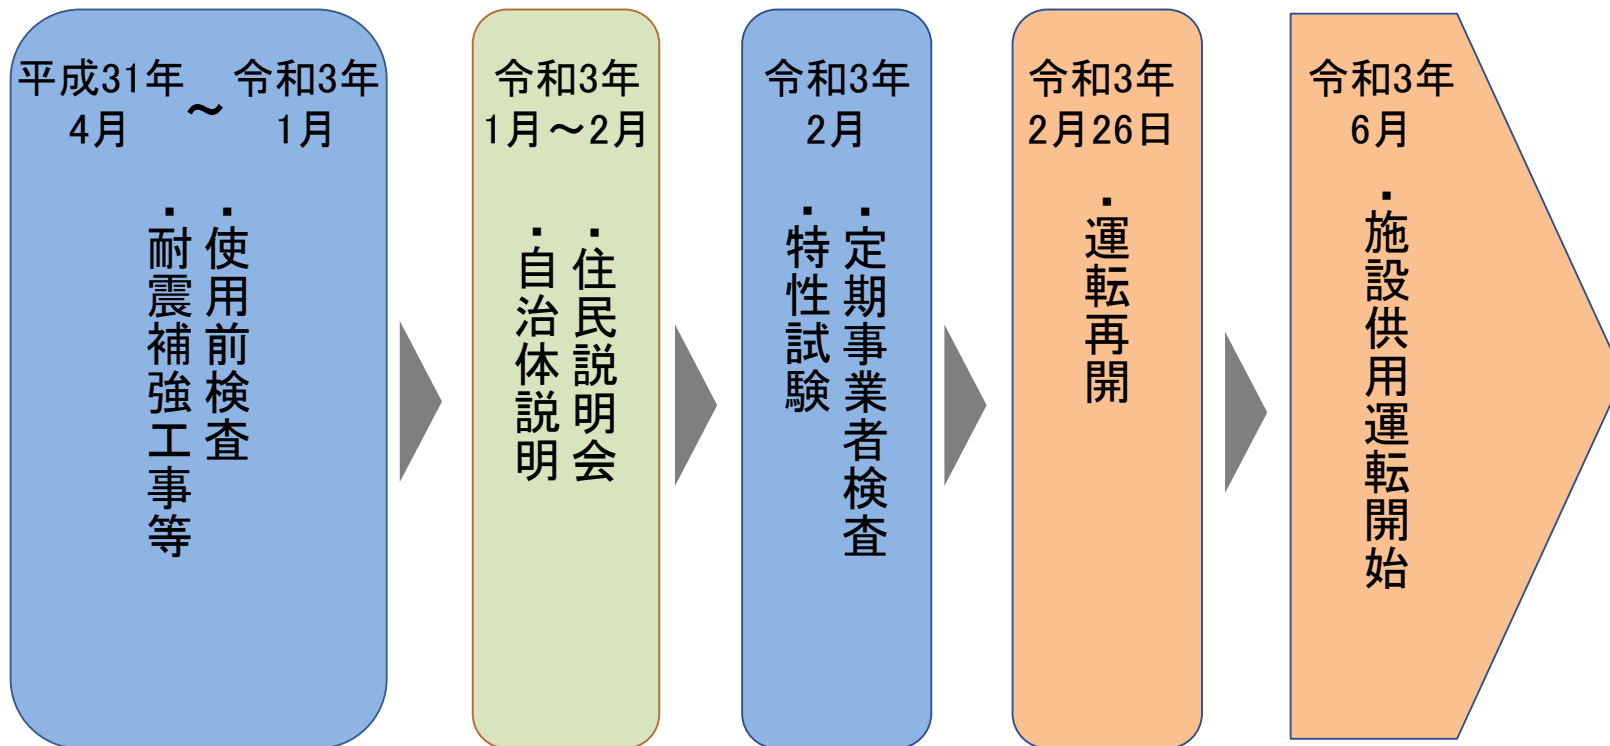 平成31年
4月
～
令和3年
1月
・使用前検査
・耐震補強工事等
令和3年
1月～2月
・住民説明会
・自治体説明
令和3年
2月
・定期事業者検査
・特性試験
令和3年
2月26日
・運転再開
令和3年
6月
・施設供用運転開始